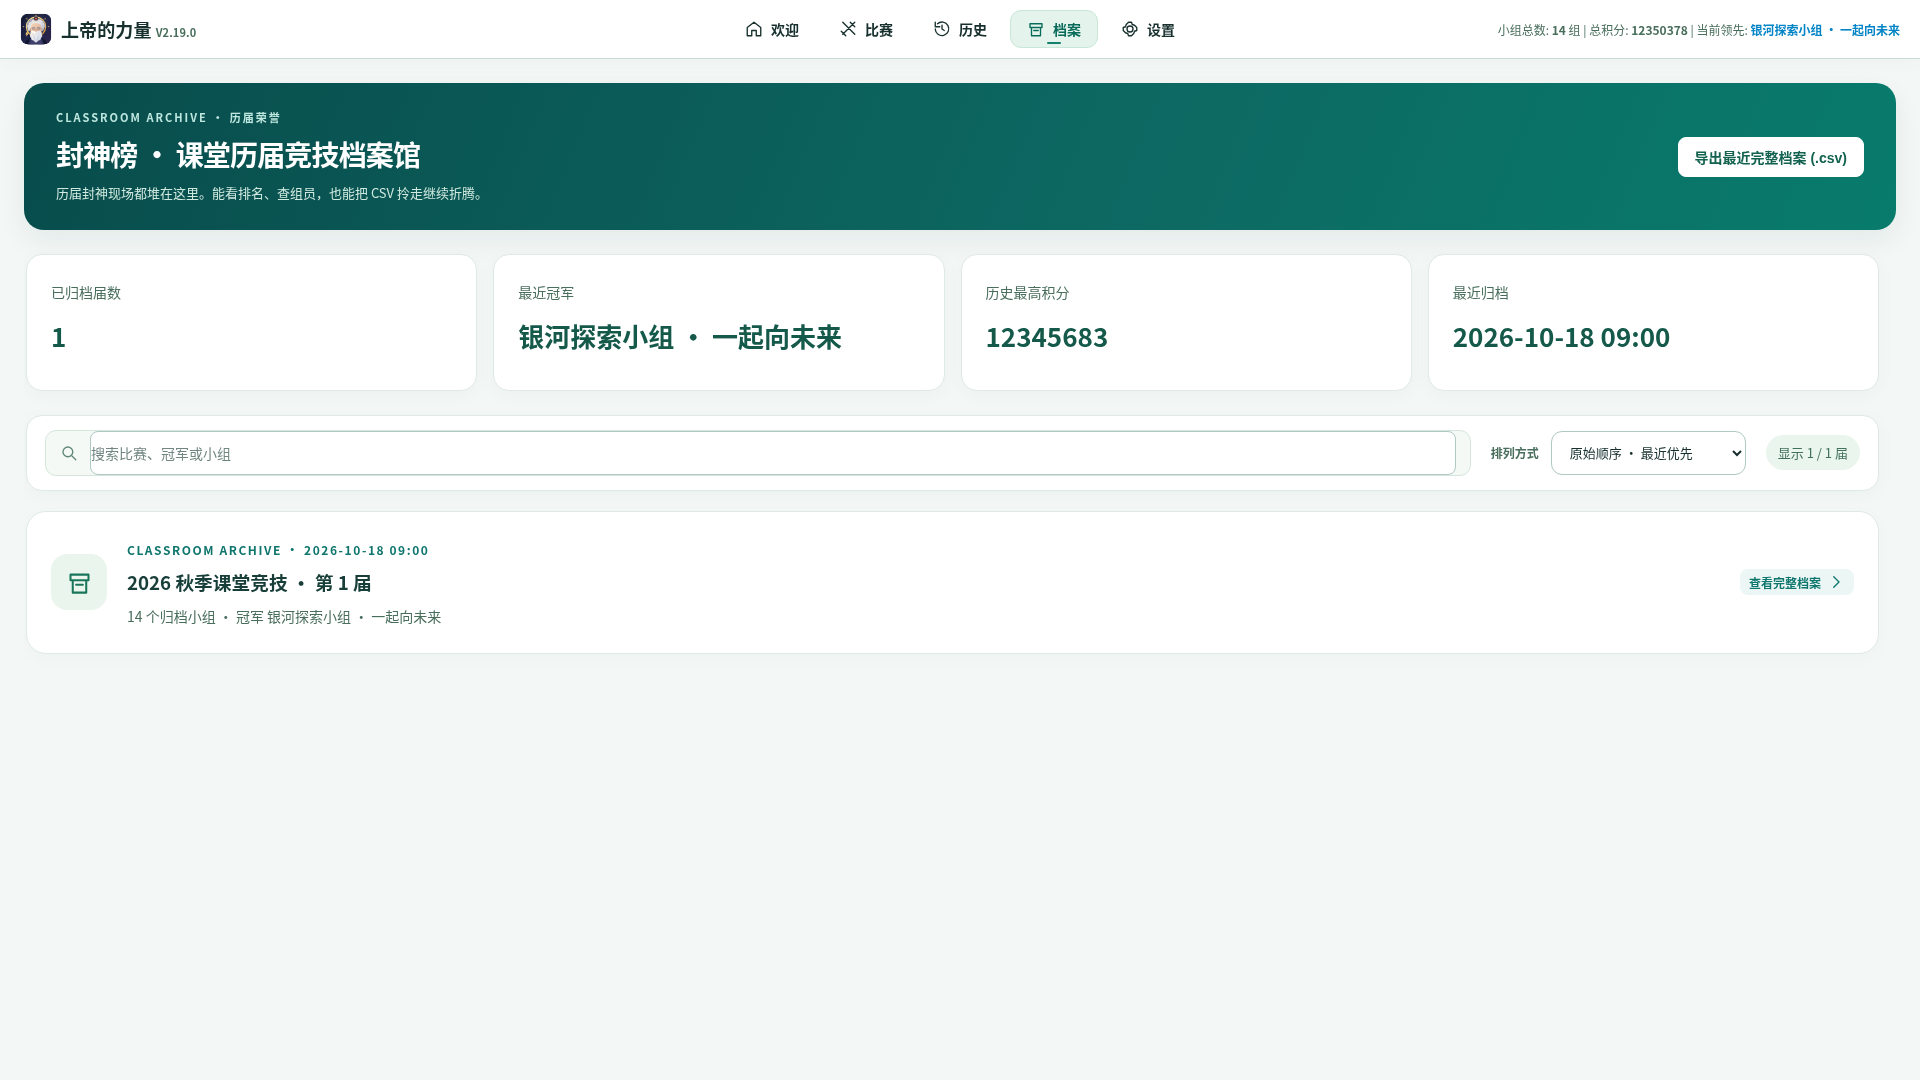 上帝的力量 V2.19.0
欢迎
比赛
历史
档案
设置
小组总数: 14 组 | 总积分: 12350378 | 当前领先: 银河探索小组 · 一起向未来
CLASSROOM ARCHIVE · 历届荣誉
封神榜 · 课堂历届竞技档案馆
历届封神现场都堆在这里。能看排名、查组员，也能把 CSV 拎走继续折腾。
导出最近完整档案 (.csv)
已归档届数
1
最近冠军
银河探索小组 · 一起向未来
历史最高积分
12345683
最近归档
2026-10-18 09:00
搜索比赛、冠军或小组
排列方式
原始顺序 · 最近优先
显示 1 / 1 届
CLASSROOM ARCHIVE · 2026-10-18 09:00
2026 秋季课堂竞技 · 第 1 届
14 个归档小组 · 冠军 银河探索小组 · 一起向未来
查看完整档案